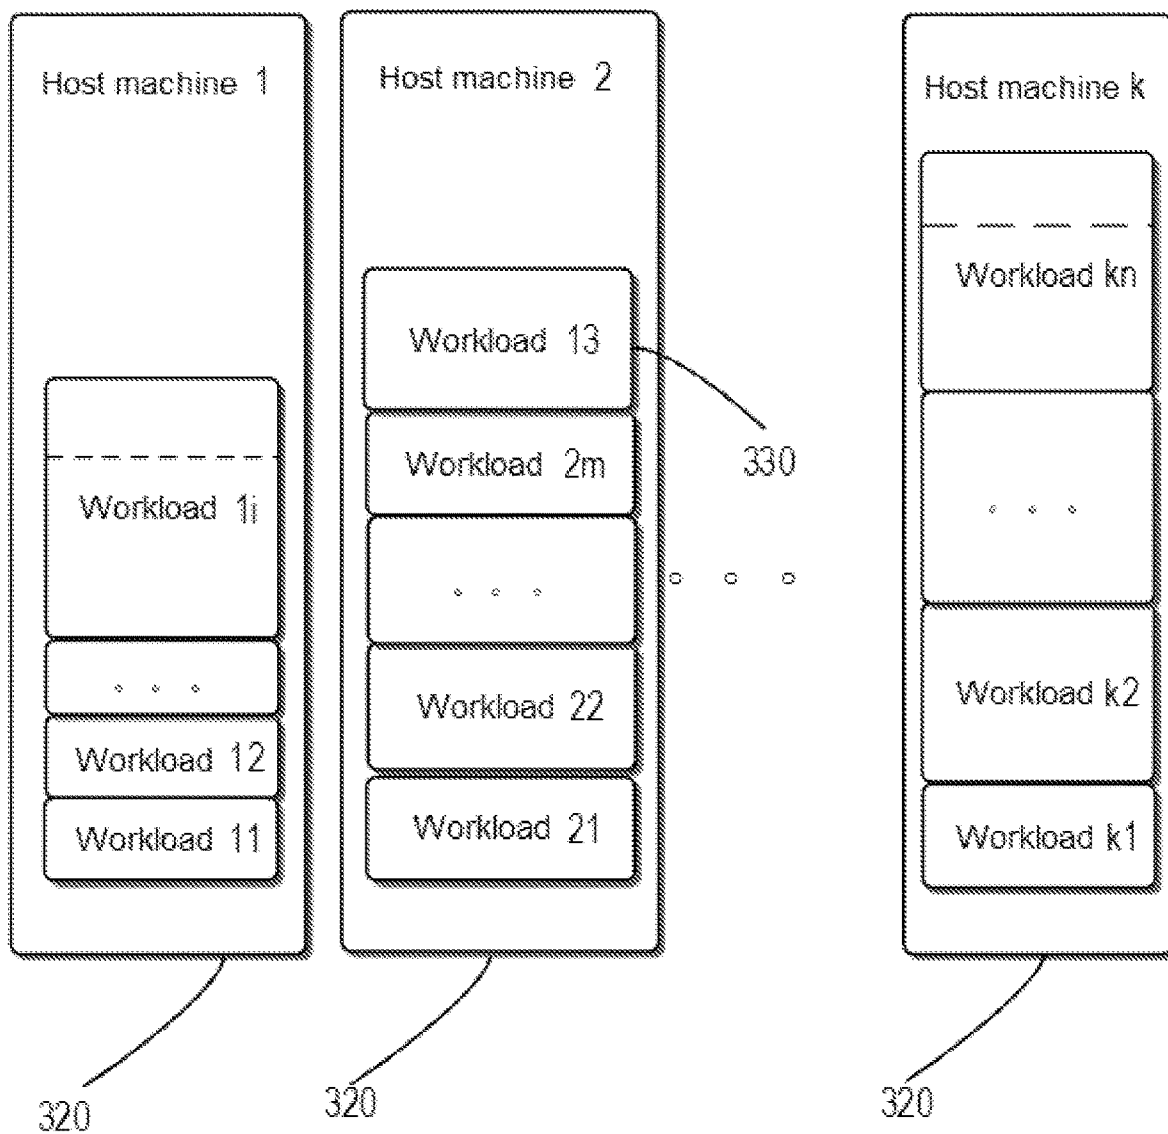 Host machine 1
Workload 1i
. . .
Workload 12
Workload 11
320
Host machine 2
Workload 13
330
Workload 2m
. . .
Workload 22
Workload 21
320
. . .
Host machine k
Workload kn
. . .
Workload k2
Workload k1
320